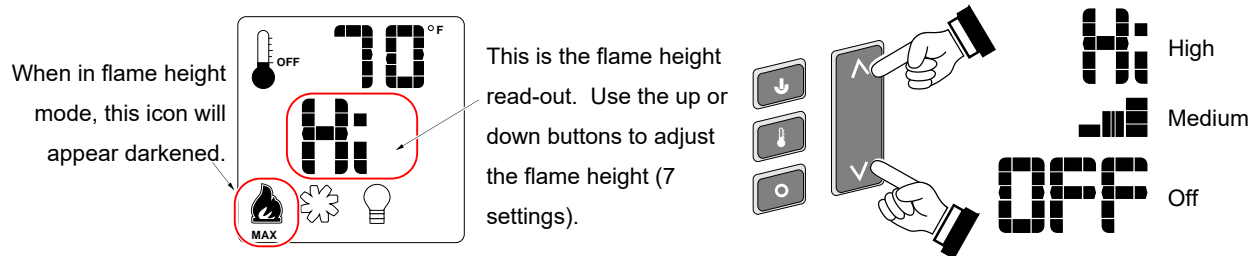 When in flame height
mode, this icon will
appear darkened.
70 °F
OFF
Hi
MAX
This is the flame height
read-out.  Use the up or
down buttons to adjust
the flame height (7
settings).
Hi High
Medium
OFF Off